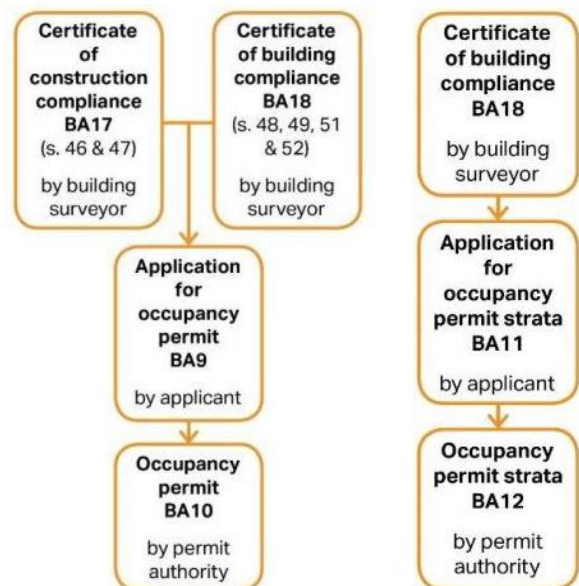 Certificate
of
construction
compliance
BA17
(s. 46 & 47)
by building
surveyor
Certificate
of building
compliance
BA18
(s. 48, 49, 51
& 52)
by building
surveyor
Application
for
occupancy
permit
BA9
by applicant
Occupancy
permit
BA10
by permit
authority
Certificate
of building
compliance
BA18
by building
surveyor
Application
for
occupancy
permit strata
BA11
by applicant
Occupancy
permit strata
BA12
by permit
authority